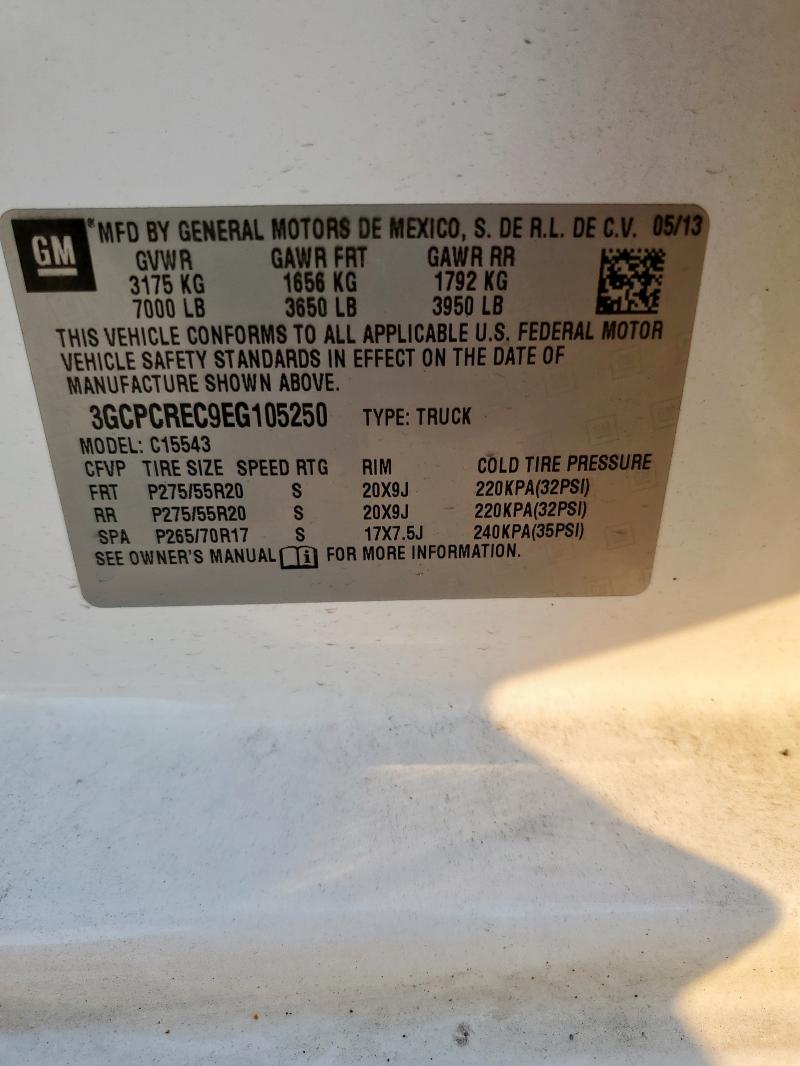 GM ® MFD BY GENERAL MOTORS DE MEXICO, S. DE R.L. DE C.V. 05/13
GVWR GAWR FRT GAWR RR
3175 KG 1656 KG 1792 KG
7000 LB 3650 LB 3950 LB
THIS VEHICLE CONFORMS TO ALL APPLICABLE U.S. FEDERAL MOTOR
VEHICLE SAFETY STANDARDS IN EFFECT ON THE DATE OF
MANUFACTURE SHOWN ABOVE.
3GCPCREC9EG105250 TYPE: TRUCK
MODEL: C15543
CFVP TIRE SIZE SPEED RTG RIM COLD TIRE PRESSURE
FRT P275/55R20 S 20X9J 220KPA(32PSI)
RR P275/55R20 S 20X9J 220KPA(32PSI)
SPA P265/70R17 S 17X7.5J 240KPA(35PSI)
SEE OWNER'S MANUAL i FOR MORE INFORMATION.